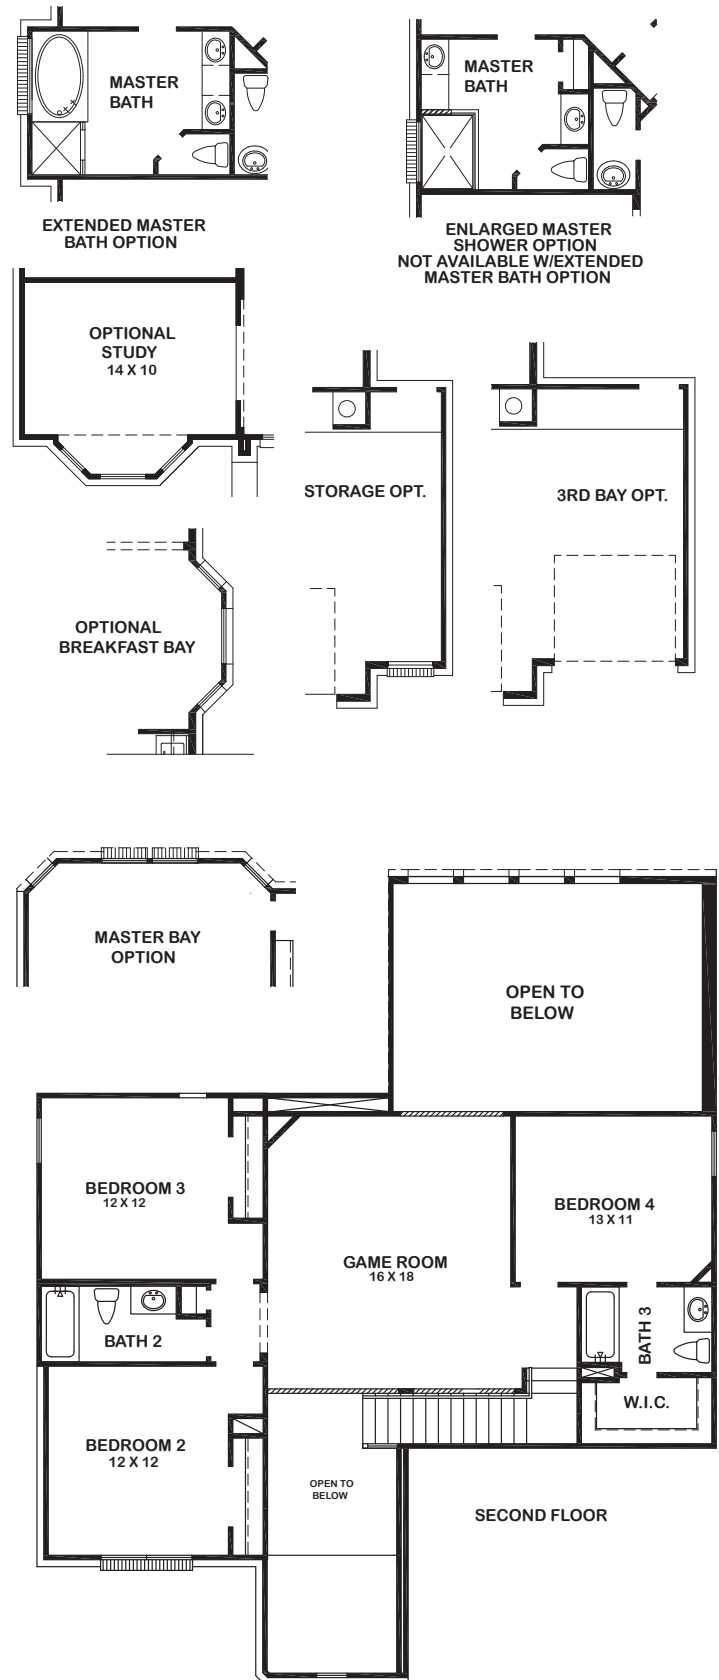 MASTER
BATH
EXTENDED MASTER
BATH OPTION
MASTER
BATH
ENLARGED MASTER
SHOWER OPTION
NOT AVAILABLE W/EXTENDED
MASTER BATH OPTION
OPTIONAL
STUDY
14 X 10
STORAGE OPT.
3RD BAY OPT.
OPTIONAL
BREAKFAST BAY
MASTER BAY
OPTION
OPEN TO
BELOW
BEDROOM 3
12 X 12
BEDROOM 4
13 X 11
GAME ROOM
16 X 18
BATH 2
BATH 3
W.I.C.
BEDROOM 2
12 X 12
OPEN TO
BELOW
SECOND FLOOR